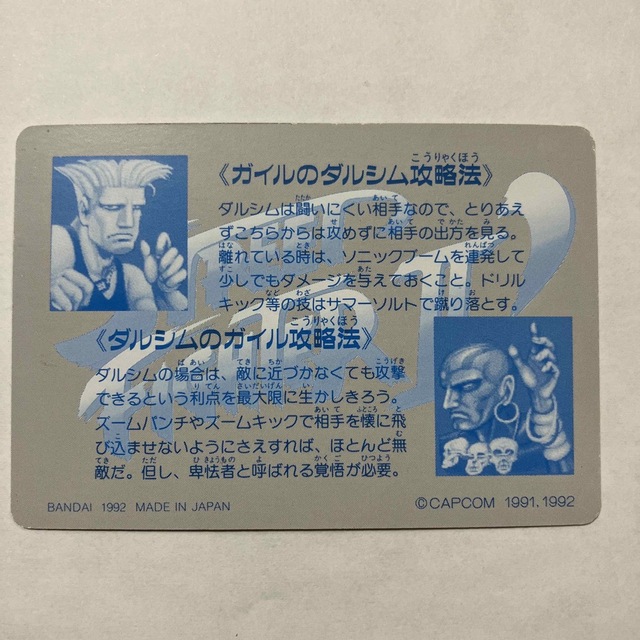 《ガイルのダルシム攻略法》
ダルシムは闘いにくい相手なので、とりあえ
ずこちらからは攻めずに相手の出方を見る。
離れている時は、ソニックブームを連発して
少しでもダメージを与えておくこと。ドリル
キック等の技はサマーソルトで蹴り落とす。
《ダルシムのガイル攻略法》
ダルシムの場合は、敵に近づかなくても攻撃
できるという利点を最大限に生かしきろう。
ズームパンチやズームキックで相手を懐に飛
び込ませないようにさえすれば、ほとんど無
敵だ。但し、卑怯者と呼ばれる覚悟が必要。
BANDAI 1992 MADE IN JAPAN
©CAPCOM 1991,1992